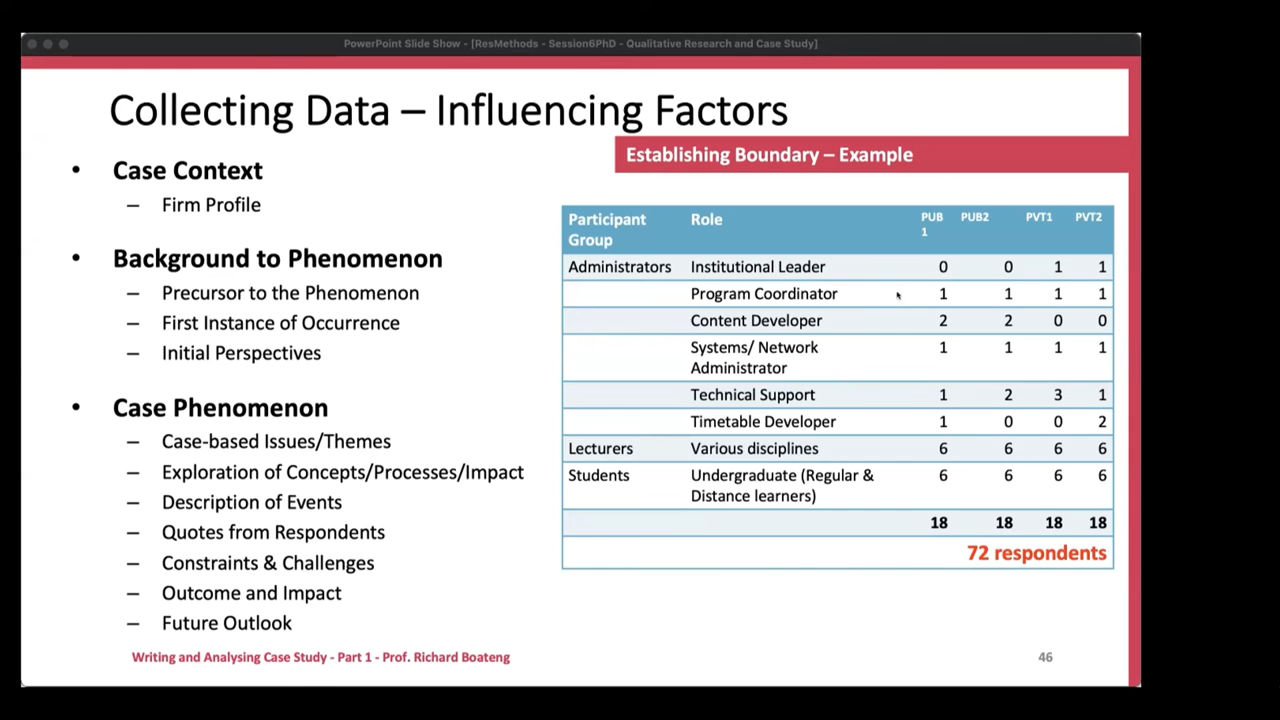 PowerPoint Slide Show - [ResMethods - Session6PhD - Qualitative Research and Case Study]
Collecting Data – Influencing Factors
Establishing Boundary – Example
• Case Context
– Firm Profile
• Background to Phenomenon
– Precursor to the Phenomenon
– First Instance of Occurrence
– Initial Perspectives
• Case Phenomenon
– Case-based Issues/Themes
– Exploration of Concepts/Processes/Impact
– Description of Events
– Quotes from Respondents
– Constraints & Challenges
– Outcome and Impact
– Future Outlook
Participant Role PUB PUB2 PVT1 PVT2
Group 1
Administrators Institutional Leader 0 0 1 1
Program Coordinator 1 1 1 1
Content Developer 2 2 0 0
Systems/ Network 1 1 1 1
Administrator
Technical Support 1 2 3 1
Timetable Developer 1 0 0 2
Lecturers Various disciplines 6 6 6 6
Students Undergraduate (Regular & 6 6 6 6
Distance learners)
18 18 18 18
72 respondents
Writing and Analysing Case Study - Part 1 - Prof. Richard Boateng
46